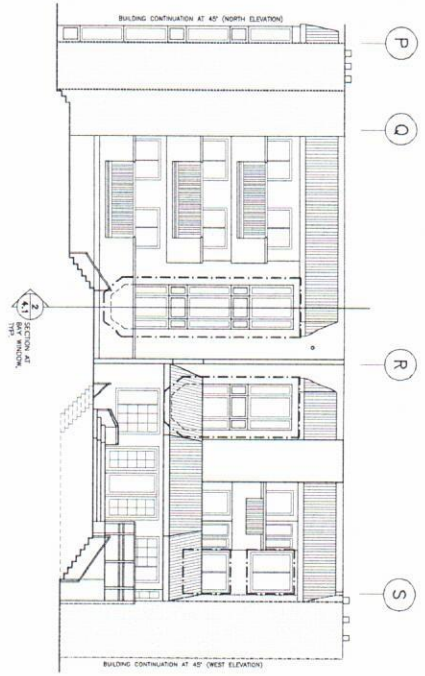 BUILDING CONTINUATION AT 45° (NORTH ELEVATION)
P
Q
2
4.1
SECTION AT
BAY WINDOW,
TYP.
R
S
BUILDING CONTINUATION AT 45° (WEST ELEVATION)